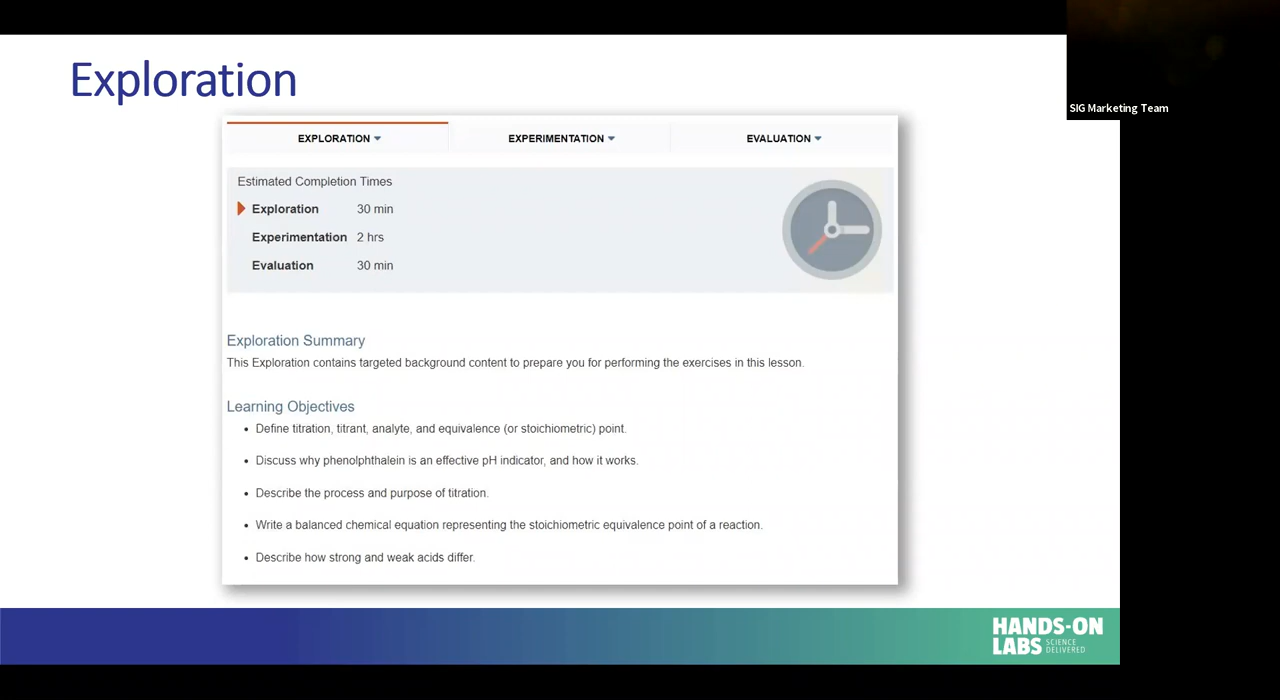 Exploration
SIG Marketing Team
EXPLORATION
EXPERIMENTATION
EVALUATION
Estimated Completion Times
Exploration 30 min
Experimentation 2 hrs
Evaluation 30 min
Exploration Summary
This Exploration contains targeted background content to prepare you for performing the exercises in this lesson.
Learning Objectives
• Define titration, titrant, analyte, and equivalence (or stoichiometric) point.
• Discuss why phenolphthalein is an effective pH indicator, and how it works.
• Describe the process and purpose of titration.
• Write a balanced chemical equation representing the stoichiometric equivalence point of a reaction.
• Describe how strong and weak acids differ.
HANDS-ON
LABS SCIENCE
DELIVERED